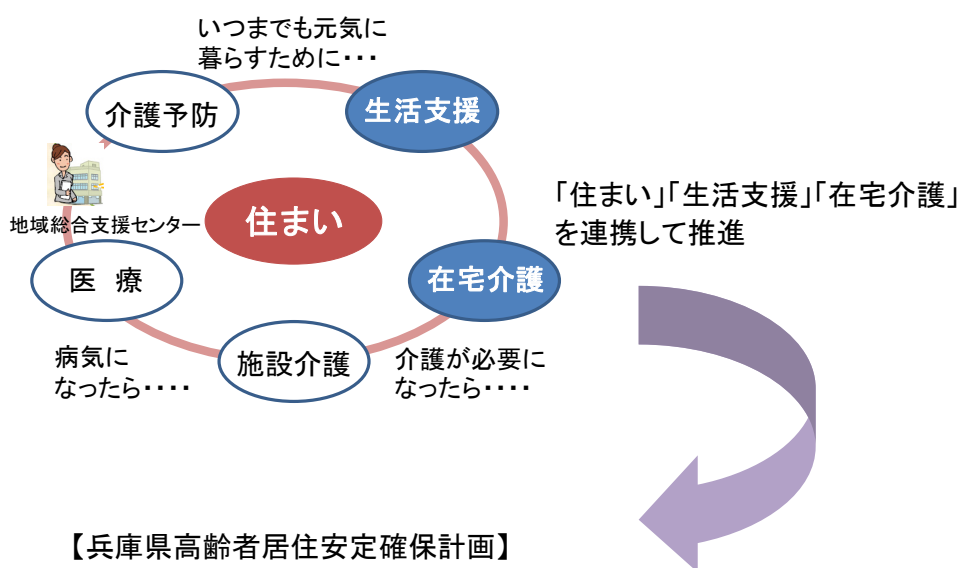 いつまでも元気に
暮らすために・・・
介護予防
生活支援
地域総合支援センター
住まい
「住まい」「生活支援」「在宅介護」
を連携して推進
医 療
在宅介護
施設介護
病気に
なったら・・・・
介護が必要に
なったら・・・・
【兵庫県高齢者居住安定確保計画】